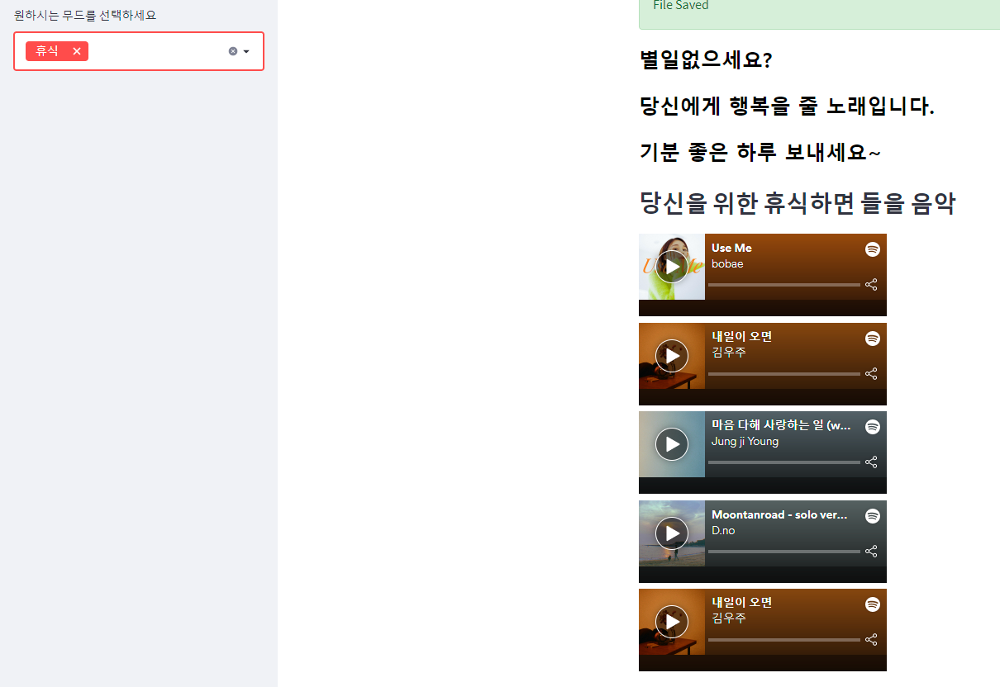 원하시는 무드를 선택하세요
휴식
File Saved
별일없으세요?
당신에게 행복을 줄 노래입니다.
기분 좋은 하루 보내세요~
당신을 위한 휴식하면 들을 음악
Use Me
Use Me
bobae
내일이 오면
김우주
마음 다해 사랑하는 일 (w...
Jung ji Young
Moontanroad - solo ver...
D.no
내일이 오면
김우주